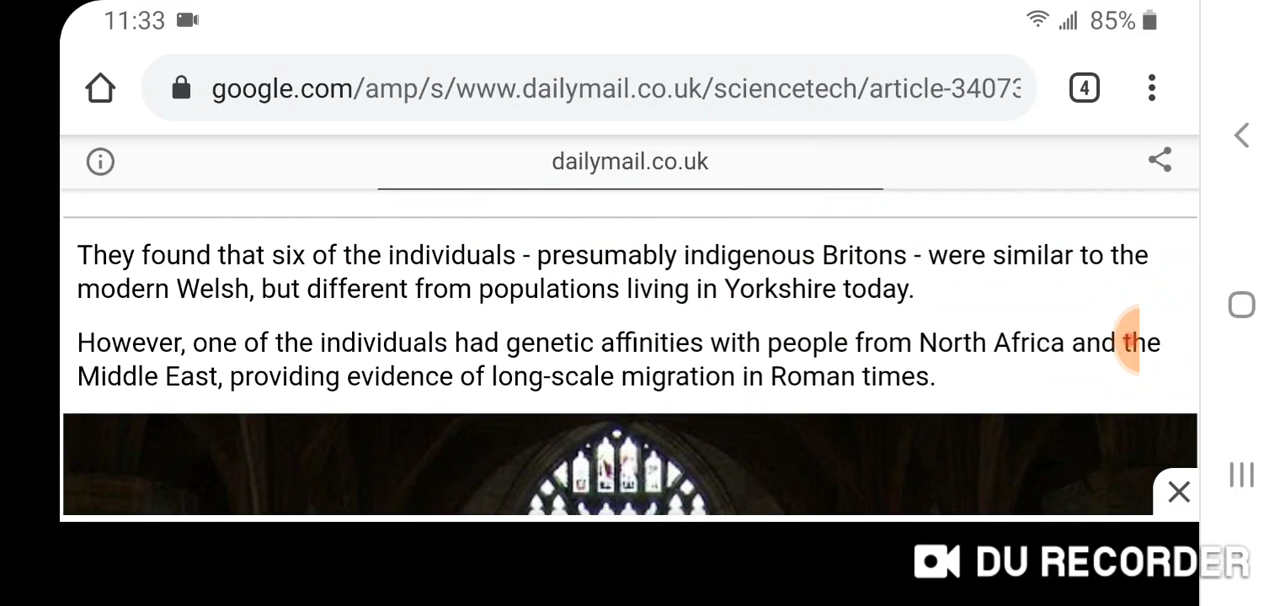 11:33
85%
google.com/amp/s/www.dailymail.co.uk/sciencetech/article-34073
4
dailymail.co.uk
They found that six of the individuals - presumably indigenous Britons - were similar to the
modern Welsh, but different from populations living in Yorkshire today.
However, one of the individuals had genetic affinities with people from North Africa and the
Middle East, providing evidence of long-scale migration in Roman times.
DU RECORDER